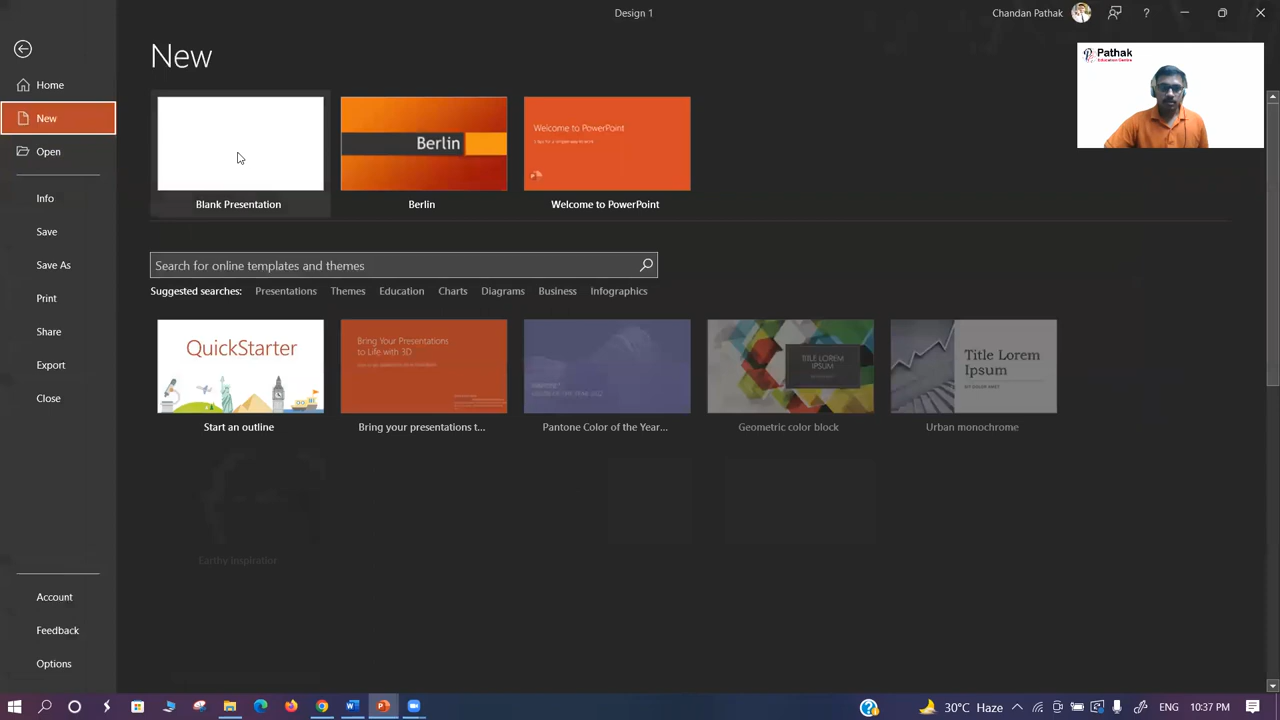 Design 1
Chandan Pathak
?
New
Home
New
Open
Info
Save
Save As
Print
Share
Export
Close
Account
Feedback
Options
Pathak
Education Centre
Berlin
Welcome to PowerPoint
Blank Presentation
Berlin
Welcome to PowerPoint
Search for online templates and themes
Suggested searches: Presentations Themes Education Charts Diagrams Business Infographics
QuickStarter
Bring Your Presentations
to Life with 3D
TITLE LOREM
IPSUM
Title Lorem
Ipsum
Start an outline
Bring your presentations t...
Pantone Color of the Year...
Geometric color block
Urban monochrome
Earthy Inspiration
30°C Haze
10:37 PM